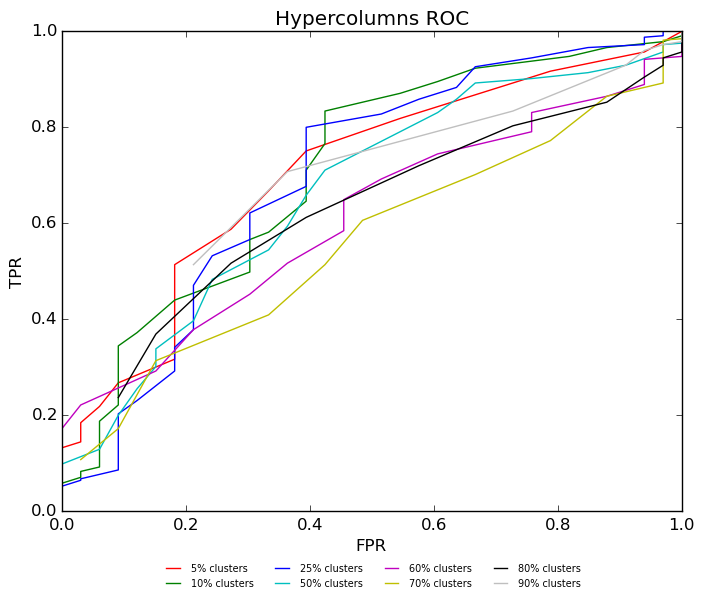 Hypercolumns ROC
1.0
0.8
0.6
0.4
0.2
0.0
TPR
0.0 0.2 0.4 0.6 0.8 1.0
FPR
5% clusters 25% clusters 60% clusters 80% clusters
10% clusters 50% clusters 70% clusters 90% clusters